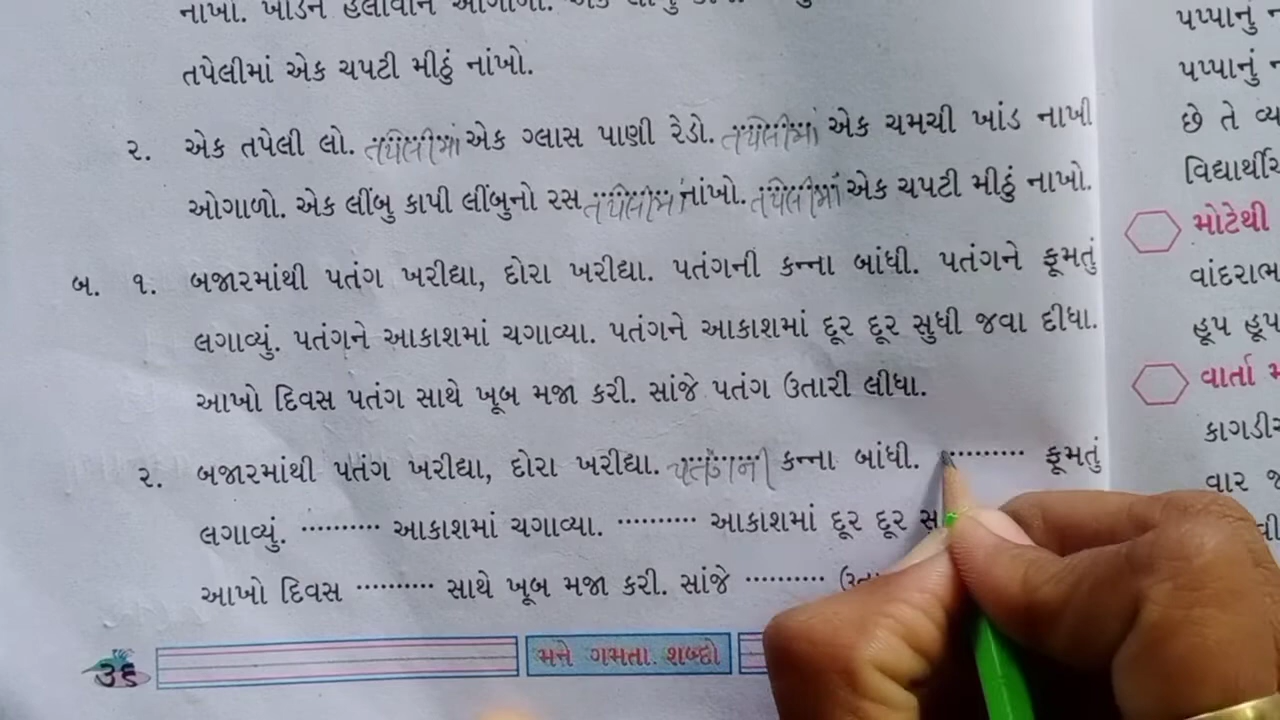 તપેલીમાં એક ચપટી મીઠું નાંખો.
૨. એક તપેલી લો. તપેલીમાં એક ગ્લાસ પાણી રેડો. તપેલીમાં એક ચમચી ખાંડ નાખી
ઓગાળો. એક લીંબુ કાપી લીંબુનો રસ તપેલીમાં નાંખો. તપેલીમાં એક ચપટી મીઠું નાખો.
બ. ૧. બજારમાંથી પતંગ ખરીદ્યા, દોરા ખરીદ્યા. પતંગની કન્ના બાંધી. પતંગને ફૂમતું
લગાવ્યું. પતંગને આકાશમાં ચગાવ્યા. પતંગને આકાશમાં દૂર દૂર સુધી જવા દીધા.
આખો દિવસ પતંગ સાથે ખૂબ મજા કરી. સાંજે પતંગ ઉતારી લીધા.
૨. બજારમાંથી પતંગ ખરીદ્યા, દોરા ખરીદ્યા. પતંગની કન્ના બાંધી. .......... ફૂમતું
લગાવ્યું. .......... આકાશમાં ચગાવ્યા. .......... આકાશમાં દૂર દૂર
આખો દિવસ .......... સાથે ખૂબ મજા કરી. સાંજે ..........
૩૬ મને ગમતા શબ્દો
પપ્પાનું
પપ્પાનું
છે તે
મોટેથી
હૂપ હૂપ
વાર્તા
વાર